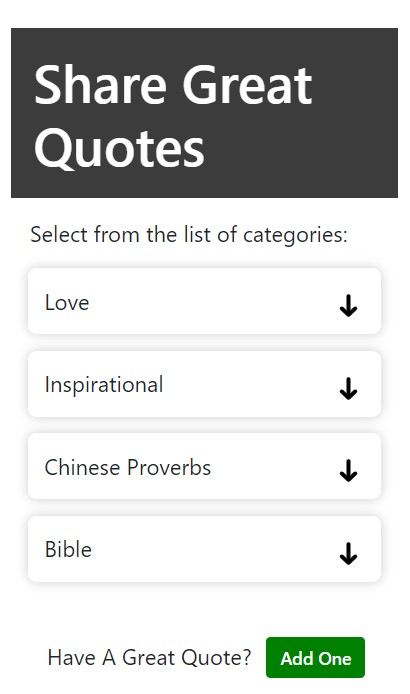 Share Great
Quotes
Select from the list of categories:
Love
Inspirational
Chinese Proverbs
Bible
Have A Great Quote? Add One